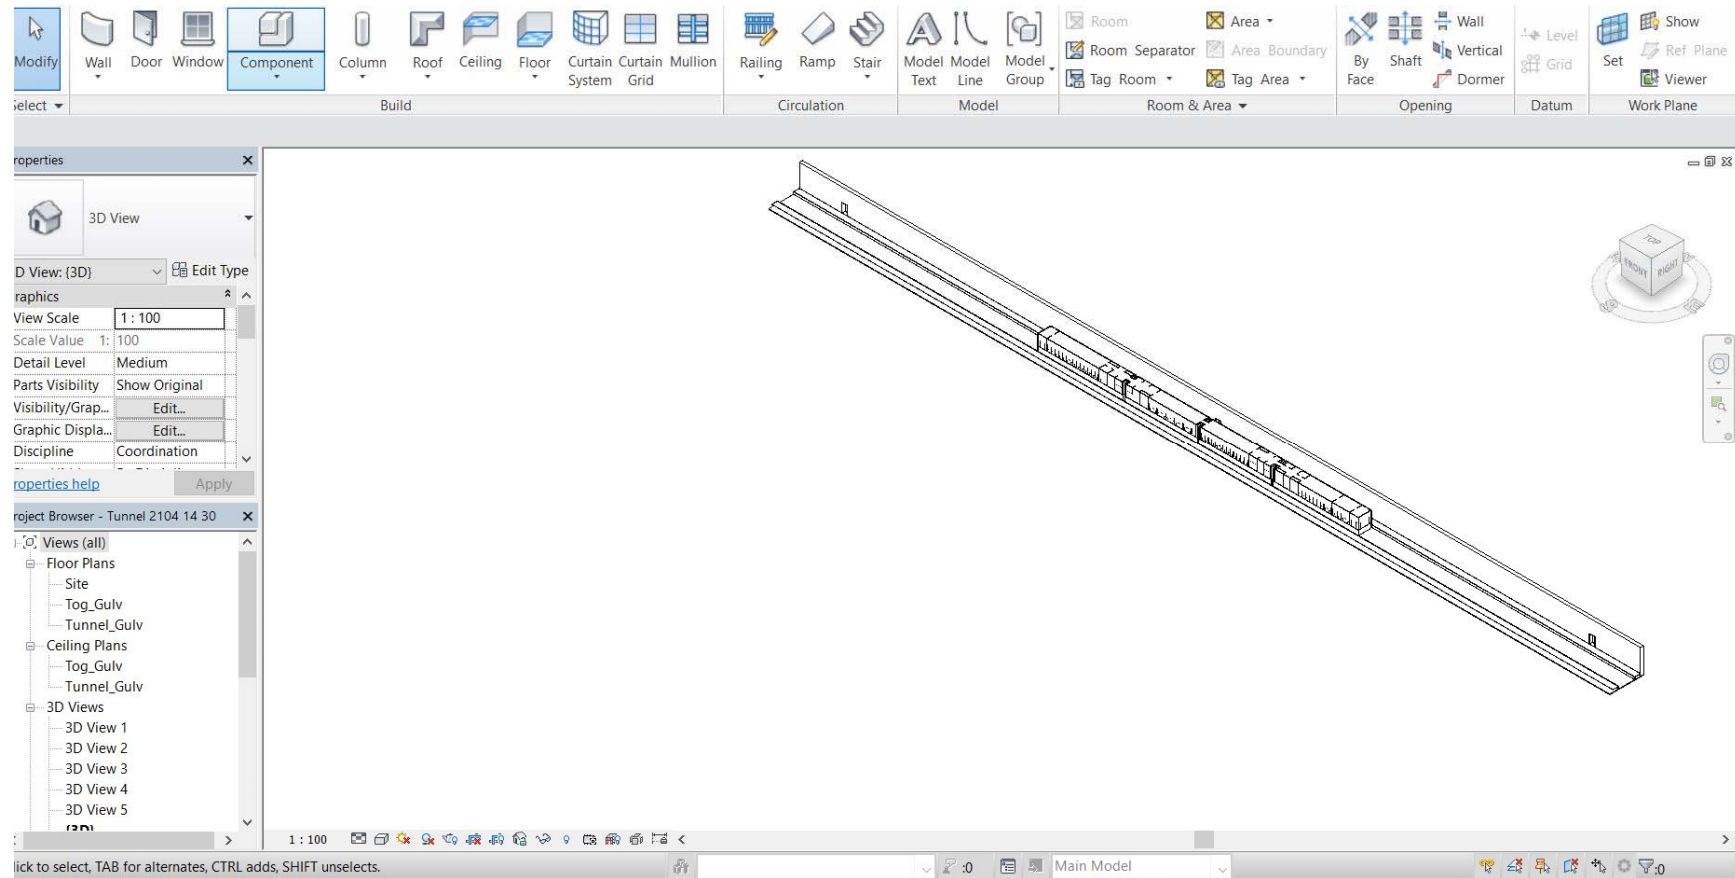 Room Area Wall Show
Level
Room Separator Area Boundary Vertical Ref Plane
Modify Wall Door Window Component Column Roof Ceiling Floor Curtain System Curtain Grid Mullion Railing Ramp Stair Model Text Model Line Model Group By Face Shaft Grid Set
Tag Room Tag Area Dormer Viewer
Select Build Circulation Model Room & Area Opening Datum Work Plane
roperties
3D View
D View: {3D} Edit Type
raphics
View Scale 1 : 100
Scale Value 1: 100
Detail Level Medium
Parts Visibility Show Original
Visibility/Grap... Edit...
Graphic Displa... Edit...
Discipline Coordination
roperties help Apply
roject Browser - Tunnel 2104 14 30
Views (all)
Floor Plans
Site
Tog_Gulv
Tunnel_Gulv
Ceiling Plans
Tog_Gulv
Tunnel_Gulv
3D Views
3D View 1
3D View 2
3D View 3
3D View 4
3D View 5
{3D}
TOP
FRONT RIGHT
1 : 100
lick to select, TAB for alternates, CTRL adds, SHIFT unselects. :0 Main Model :0